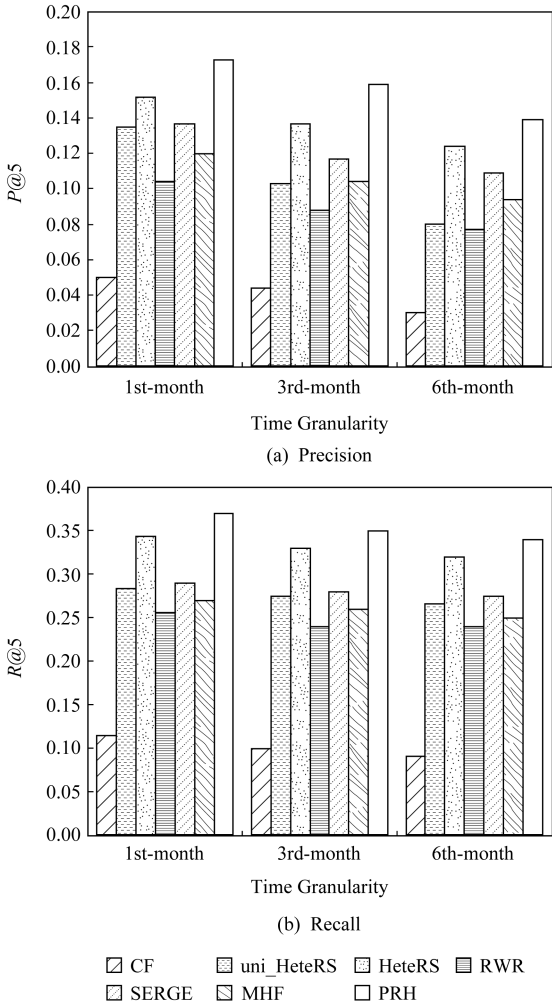 0.20
0.18
0.16
0.14
0.12
0.10
0.08
0.06
0.04
0.02
0.00
P@5
1st-month 3rd-month 6th-month
Time Granularity
(a) Precision
0.40
0.35
0.30
0.25
0.20
0.15
0.10
0.05
0.00
R@5
1st-month 3rd-month 6th-month
Time Granularity
(b) Recall
CF uni_HeteRS HeteRS RWR
SERGE MHF PRH